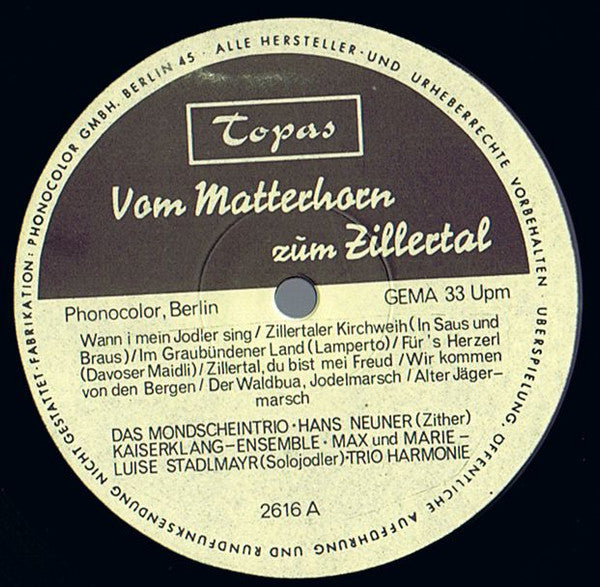 FABRIKATION: PHONOCOLOR GMBH. BERLIN 45 · ALLE HERSTELLER- UND URHEBERRECHTE VORBEHALTEN · ÜBERSPIELUNG, ÖFFENTLICHE AUFFÜHRUNG UND RUNDFUNKSENDUNG NICHT GESTATTET ·
Topas
Vom Matterhorn
zum Zillertal
Phonocolor, Berlin
GEMA 33 Upm
Wann i mein Jodler sing / Zillertaler Kirchweih (In Saus und
Braus) / Im Graubündener Land (Lamperto) / Für's Herzerl
(Davoser Maidli) / Zillertal, du bist mei Freud / Wir kommen
von den Bergen / Der Waldbua, Jodelmarsch / Alter Jäger-
marsch
DAS MONDSCHEINTRIO · HANS NEUNER (Zither)
KAISERKLANG-ENSEMBLE · MAX und MARIE-
LUISE STADLMAYR (Solojodler) · TRIO HARMONIE
2616 A